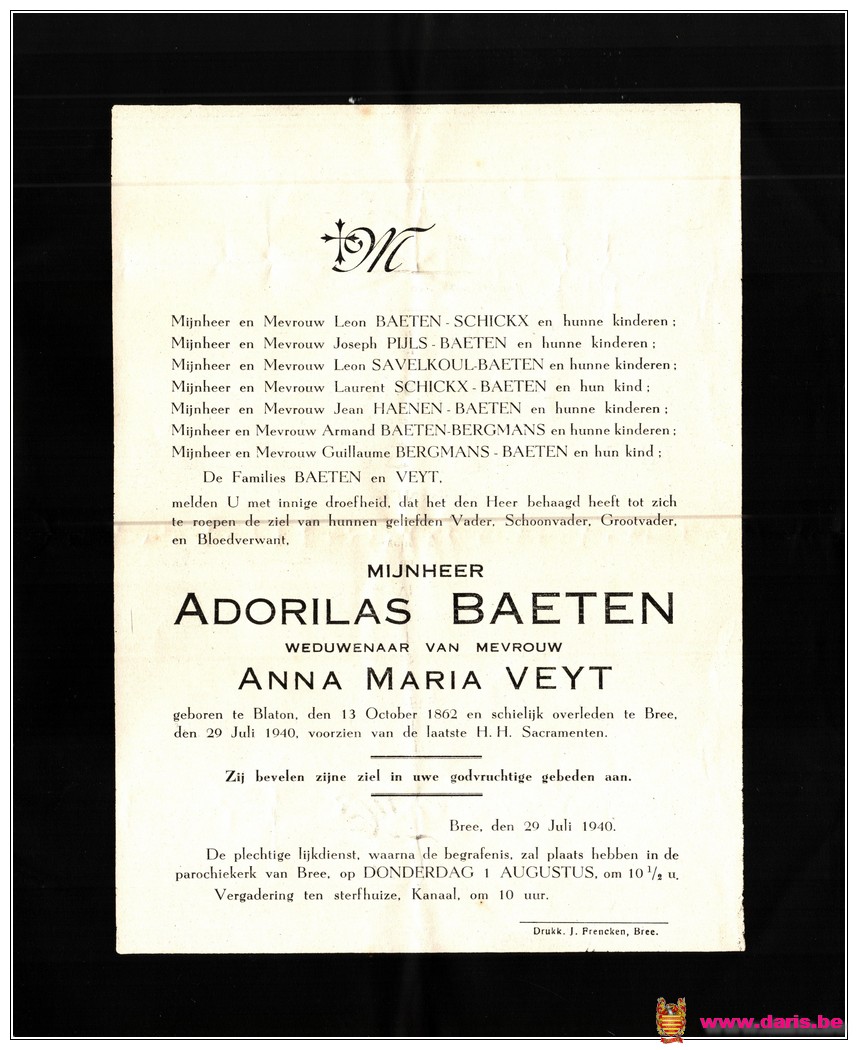 M
Mijnheer en Mevrouw Leon BAETEN - SCHICKX en hunne kinderen ;
Mijnheer en Mevrouw Joseph PIJLS - BAETEN en hunne kinderen ;
Mijnheer en Mevrouw Leon SAVELKOUL-BAETEN en hunne kinderen ;
Mijnheer en Mevrouw Laurent SCHICKX - BAETEN en hun kind ;
Mijnheer en Mevrouw Jean HAENEN - BAETEN en hunne kinderen ;
Mijnheer en Mevrouw Armand BAETEN-BERGMANS en hunne kinderen ;
Mijnheer en Mevrouw Guillaume BERGMANS - BAETEN en hun kind ;
De Families BAETEN en VEYT,
melden U met innige droefheid, dat het den Heer behaagd heeft tot zich
te roepen de ziel van hunnen geliefden Vader, Schoonvader, Grootvader,
en Bloedverwant,
MIJNHEER
ADORILAS BAETEN
WEDUWENAAR VAN MEVROUW
ANNA MARIA VEYT
geboren te Blaton, den 13 October 1862 en schielijk overleden te Bree,
den 29 Juli 1940, voorzien van de laatste H. H. Sacramenten.
Zij bevelen zijne ziel in uwe godvruchtige gebeden aan.
Bree, den 29 Juli 1940.
De plechtige lijkdienst, waarna de begrafenis, zal plaats hebben in de
parochiekerk van Bree, op DONDERDAG 1 AUGUSTUS, om 10 1/2 u.
Vergadering ten sterfhuize, Kanaal, om 10 uur.
Drukk. J. Frencken, Bree.
www.daris.be